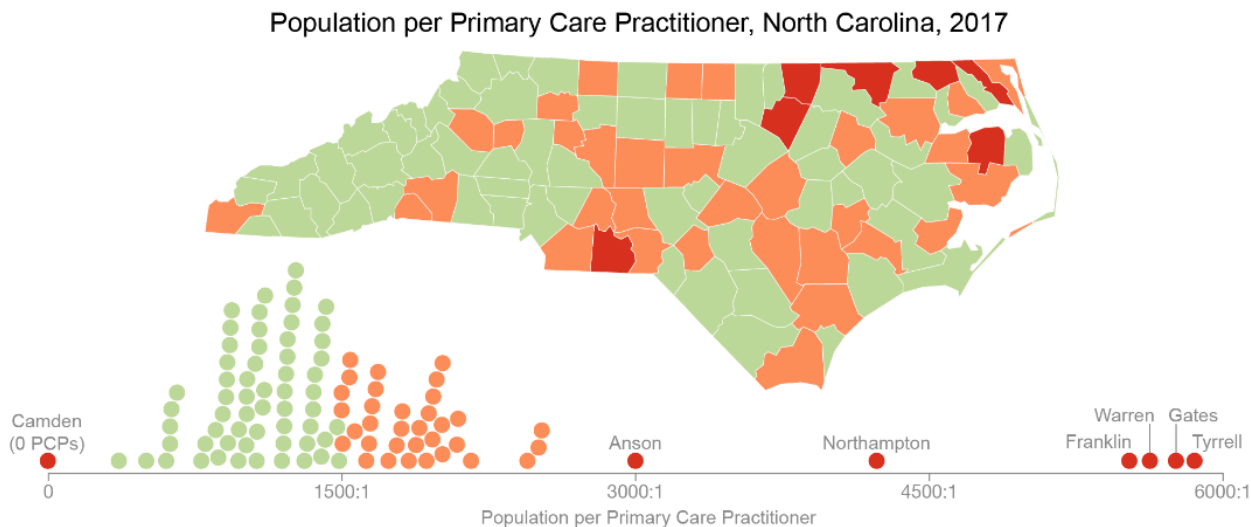 Population per Primary Care Practitioner, North Carolina, 2017
Camden
(0 PCPs)
Anson
Northampton
Warren
Gates
Franklin
Tyrrell
0
1500:1
3000:1
4500:1
6000:1
Population per Primary Care Practitioner